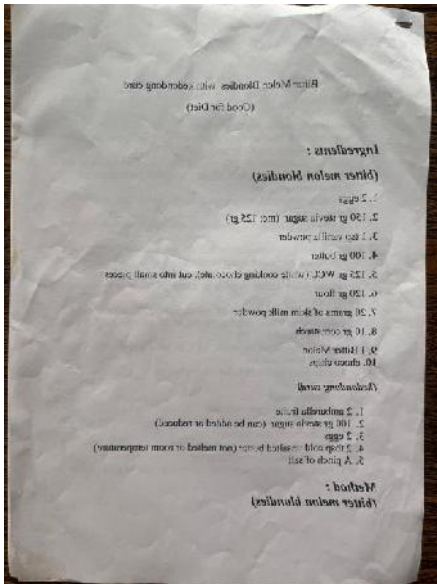 Bitter Melon Blondies with kedondong curd
(Good for Diet)
Ingredients :
(bitter melon blondies)
1. 2 eggs
2. 150 gr stevia sugar (me: 125 gr)
3. 1 tsp vanilla powder
4. 100 gr butter
5. 125 gr WCC (white cooking chocolate), cut into small pieces
6. 120 gr flour
7. 20 grams of skim milk powder
8. 10 gr corn starch
9. 1 Bitter Melon
10. choco chips
(kedondong curd)
1. 2 ambarella fruits
2. 100 gr stevia sugar (can be added or reduced)
3. 2 eggs
4. 2 tbsp cold unsalted butter (not melted or room temperature)
5. A pinch of salt
Method :
(bitter melon blondies)